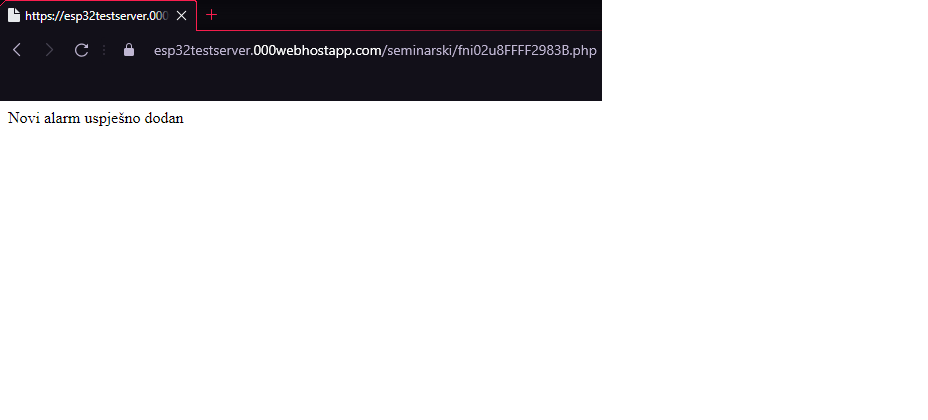 https://esp32testserver.000
esp32testserver.000webhostapp.com/seminarski/fni02u8FFFF2983B.php
Novi alarm uspješno dodan